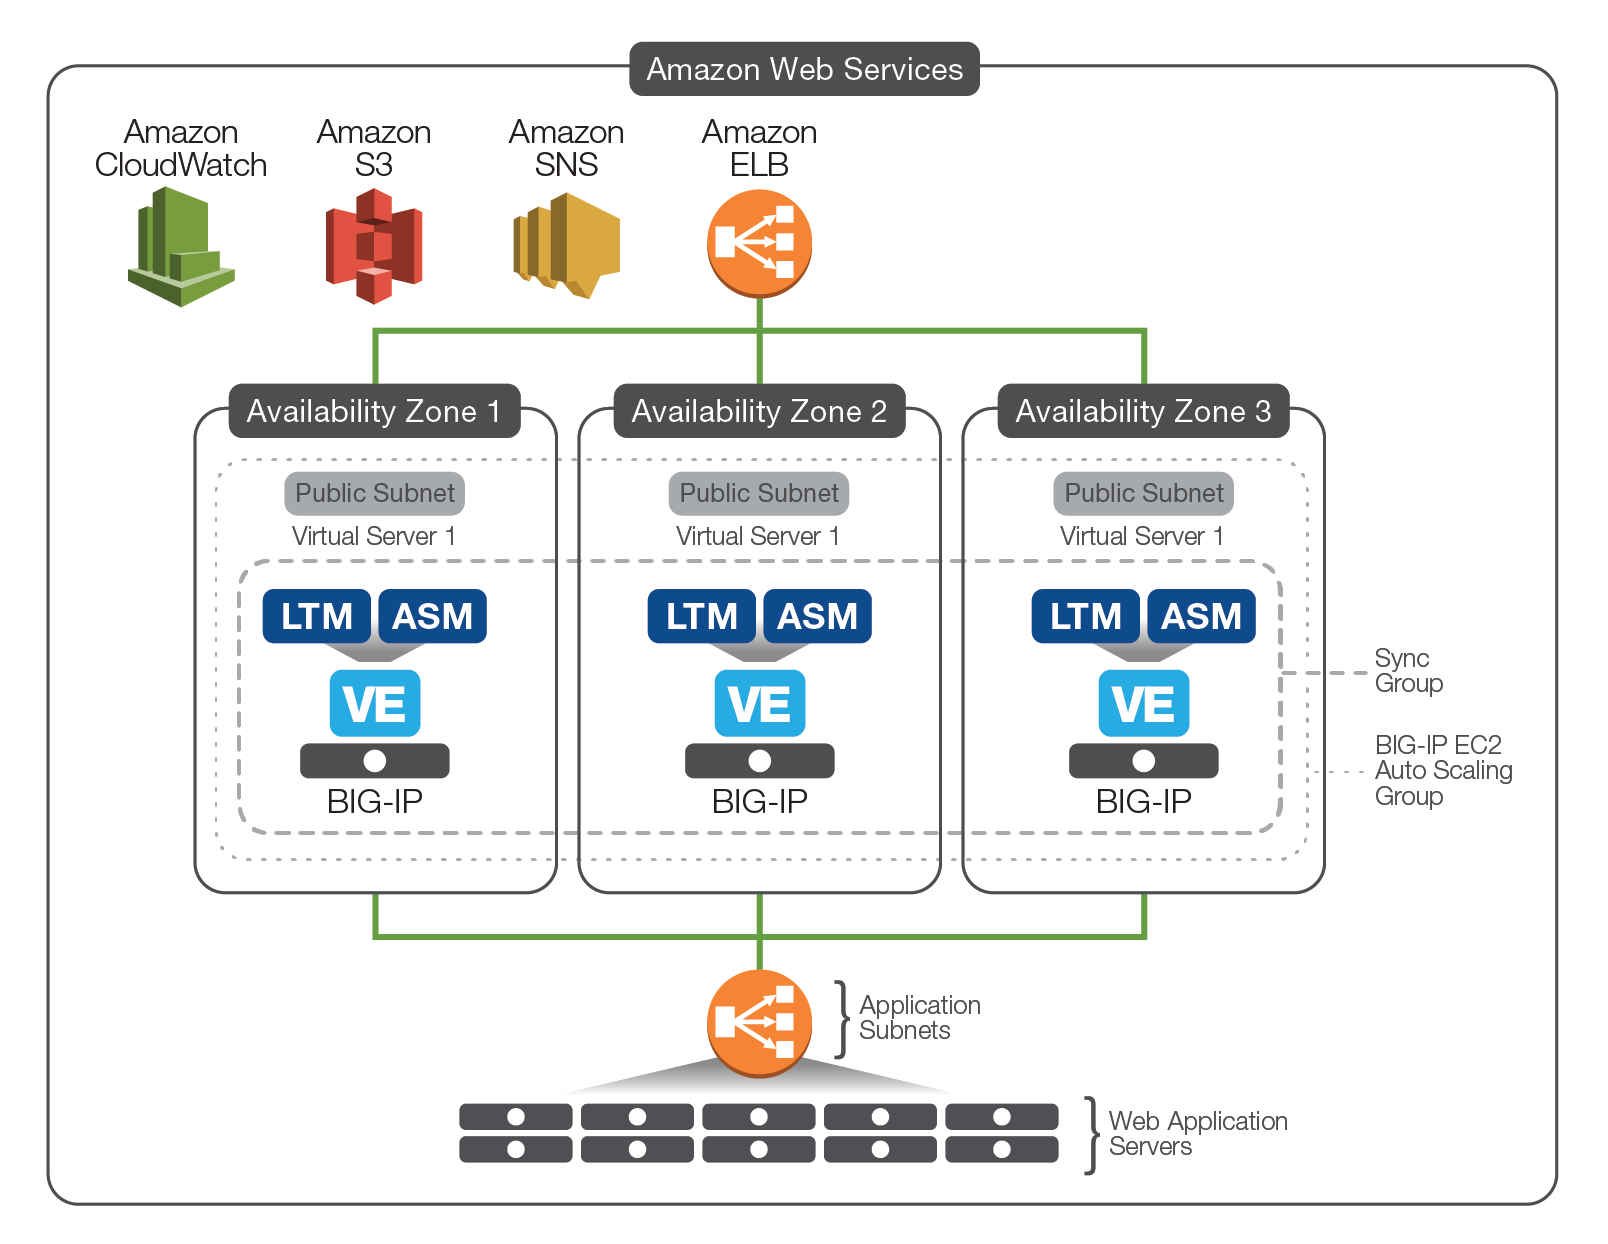 Amazon Web Services
Amazon
CloudWatch
Amazon
S3
Amazon
SNS
Amazon
ELB
Availability Zone 1
Availability Zone 2
Availability Zone 3
Public Subnet
Public Subnet
Public Subnet
Virtual Server 1
Virtual Server 1
Virtual Server 1
LTM ASM
LTM ASM
LTM ASM
VE
VE
VE
BIG-IP
BIG-IP
BIG-IP
Sync
Group
BIG-IP EC2
Auto Scaling
Group
Application
Subnets
Web Application
Servers